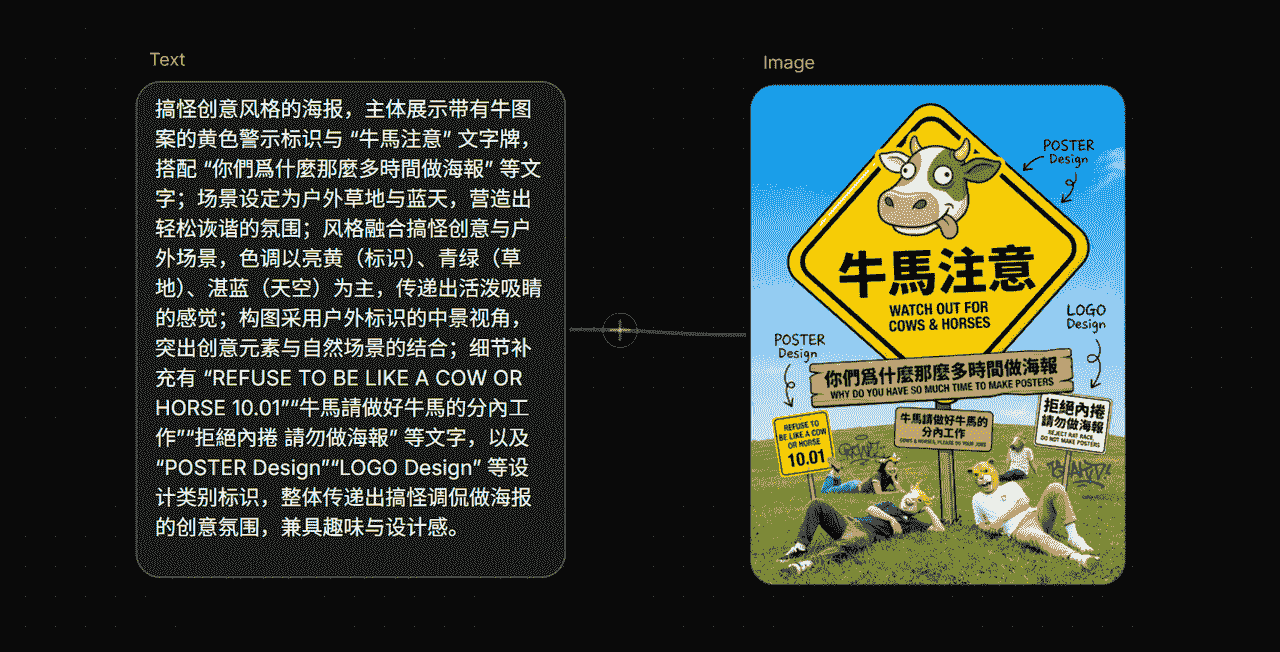 Text
搞怪创意风格的海报，主体展示带有牛图
案的黄色警示标识与 “牛馬注意” 文字牌，
搭配 “你們爲什麼那麼多時間做海報” 等文
字；场景设定为户外草地与蓝天，营造出
轻松诙谐的氛围；风格融合搞怪创意与户
外场景，色调以亮黄（标识）、青绿（草
地）、湛蓝（天空）为主，传递出活泼吸睛
的感觉；构图采用户外标识的中景视角，
突出创意元素与自然场景的结合；细节补
充有 “REFUSE TO BE LIKE A COW OR
HORSE 10.01”“牛馬請做好牛馬的分內工
作”“拒絕內捲 請勿做海報” 等文字，以及
“POSTER Design”“LOGO Design” 等设
计类别标识，整体传递出搞怪调侃做海报
的创意氛围，兼具趣味与设计感。
Image
POSTER
Design
牛馬注意
WATCH OUT FOR
COWS & HORSES
LOGO
Design
POSTER
Design
你們爲什麼那麼多時間做海報
WHY DO YOU HAVE SO MUCH TIME TO MAKE POSTERS
REFUSE TO
BE LIKE A COW
OR HORSE
10.01
牛馬請做好牛馬的
分內工作
COWS & HORSES, PLEASE DO YOUR JOBS
拒絕內捲
請勿做海報
REJECT RAT RACE,
DO NOT MAKE POSTERS